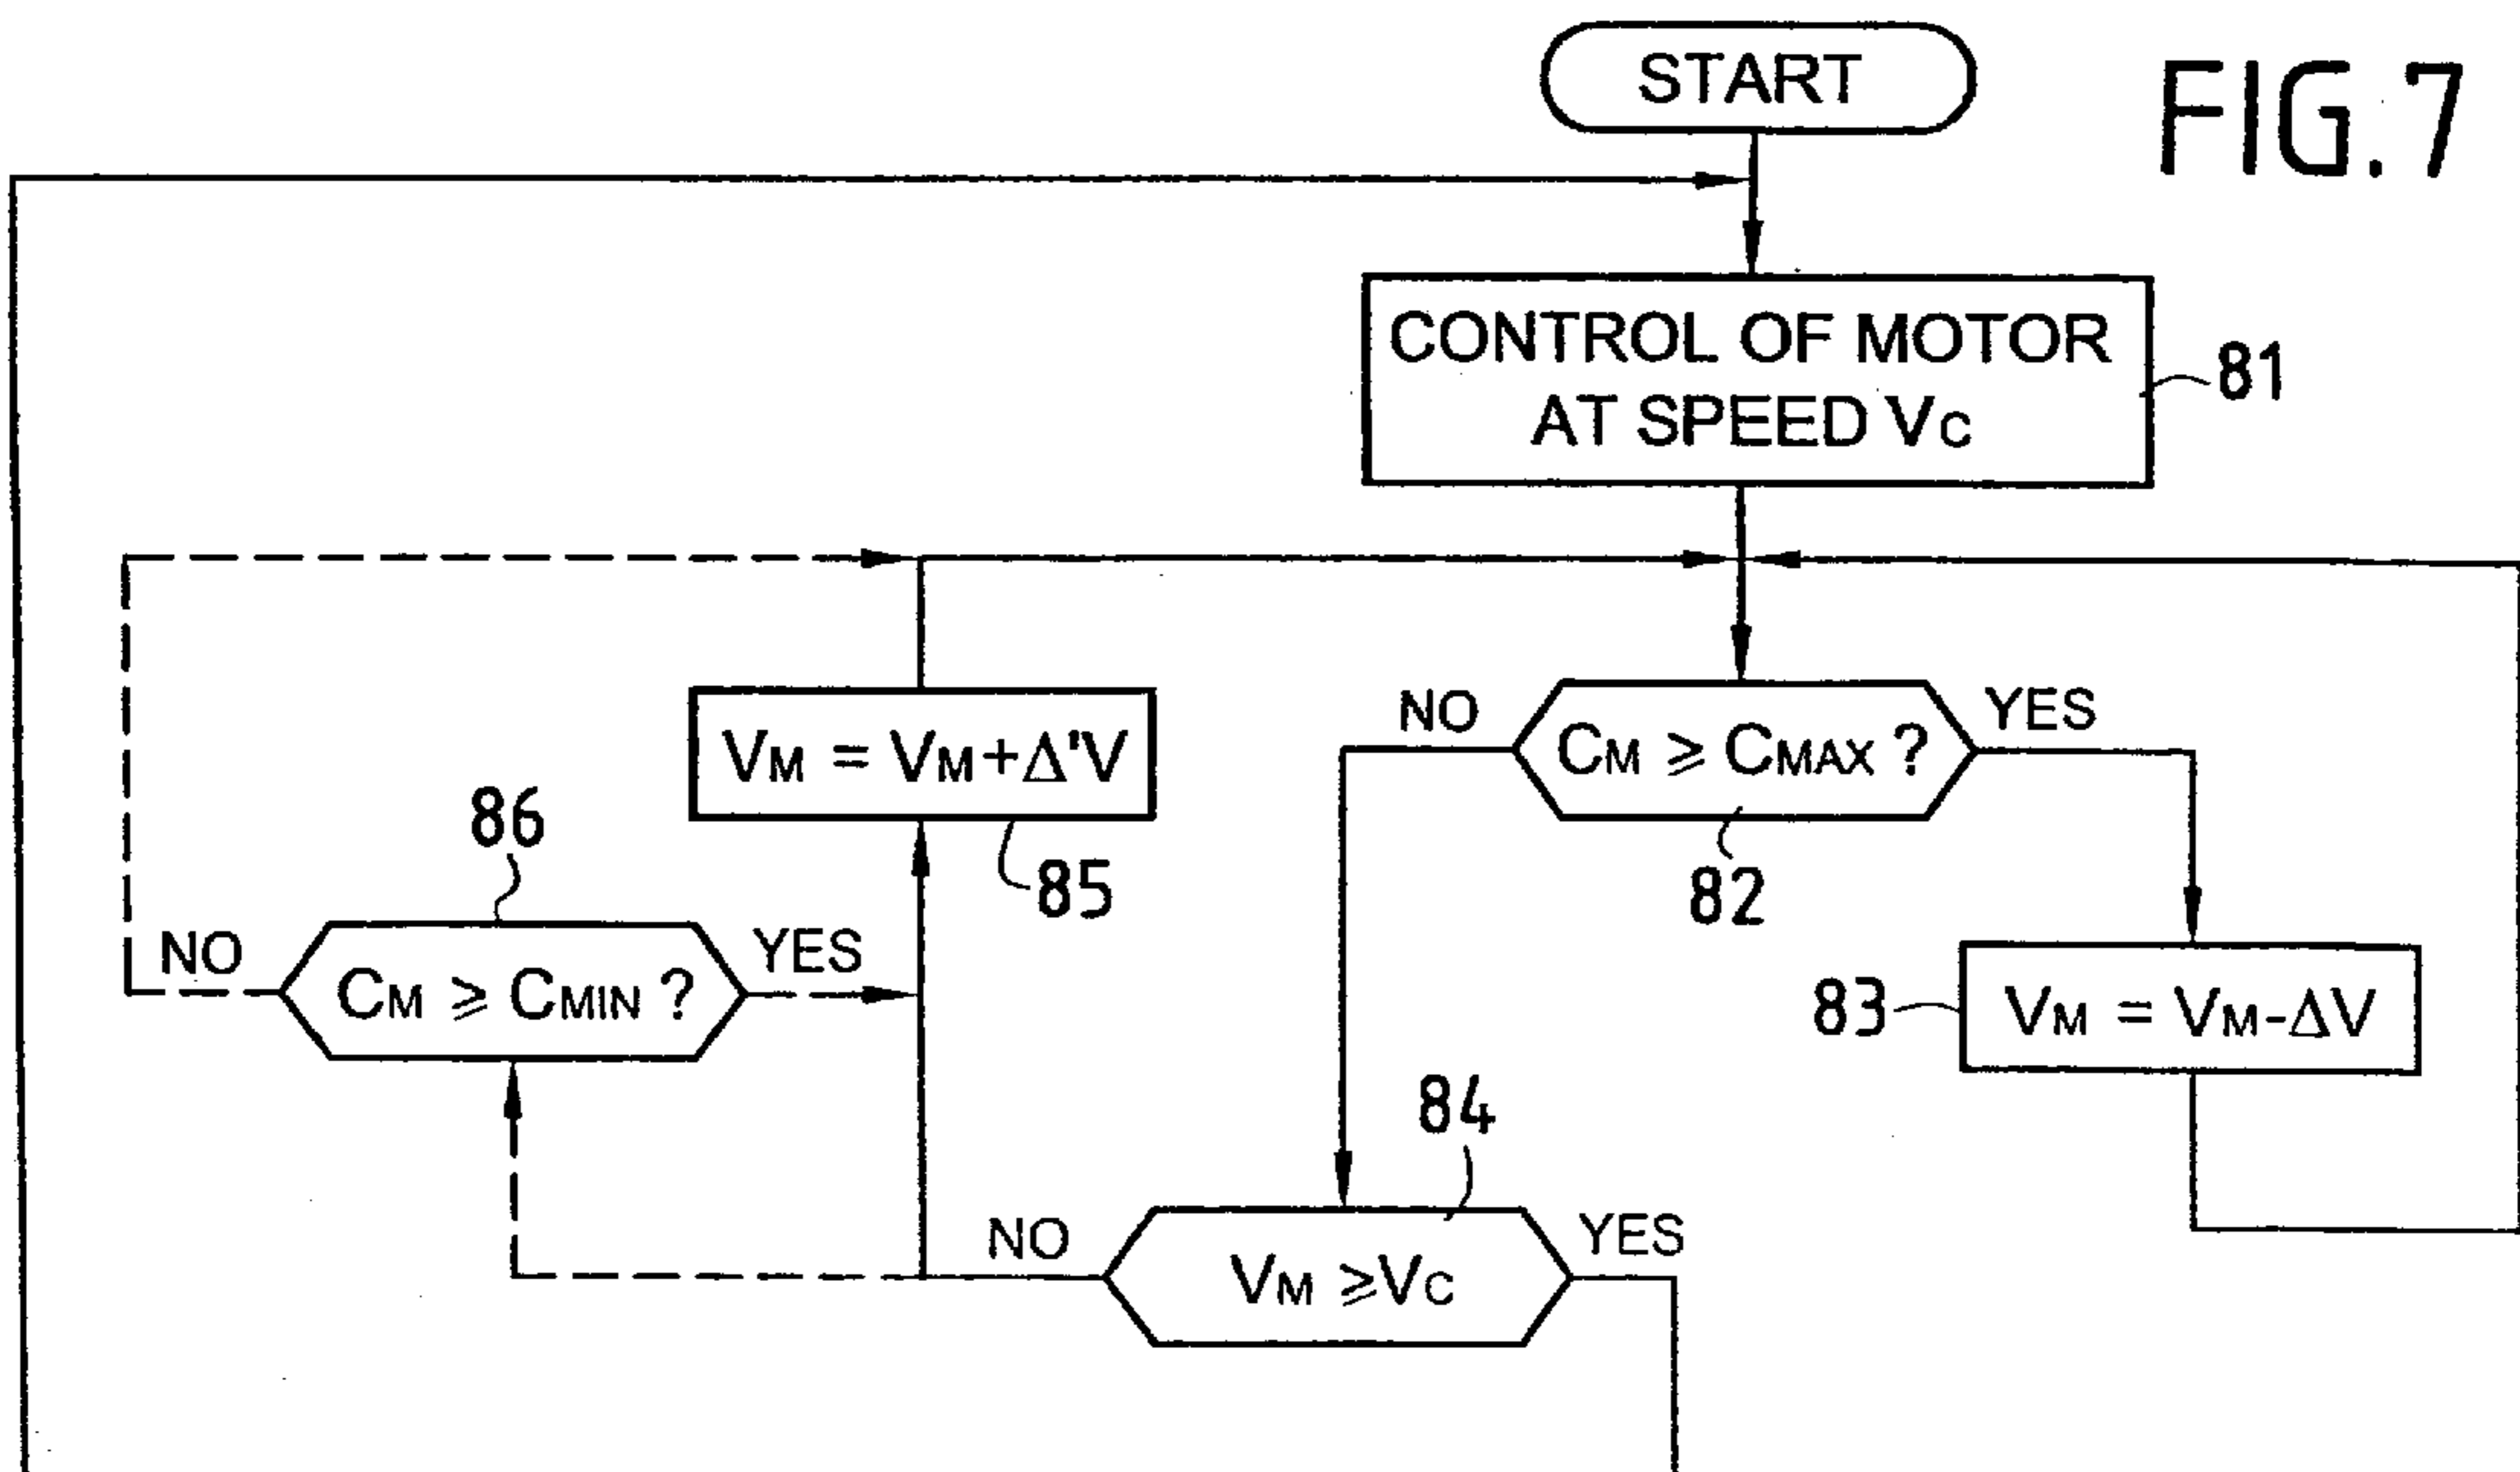 START
FIG.7
CONTROL OF MOTOR
AT SPEED VC
81
NO
CM ≥ CMAX ?
YES
82
VM = VM+Δ'V
85
86
NO
CM ≥ CMIN ?
YES
83
VM = VM-ΔV
84
NO
VM ≥VC
YES